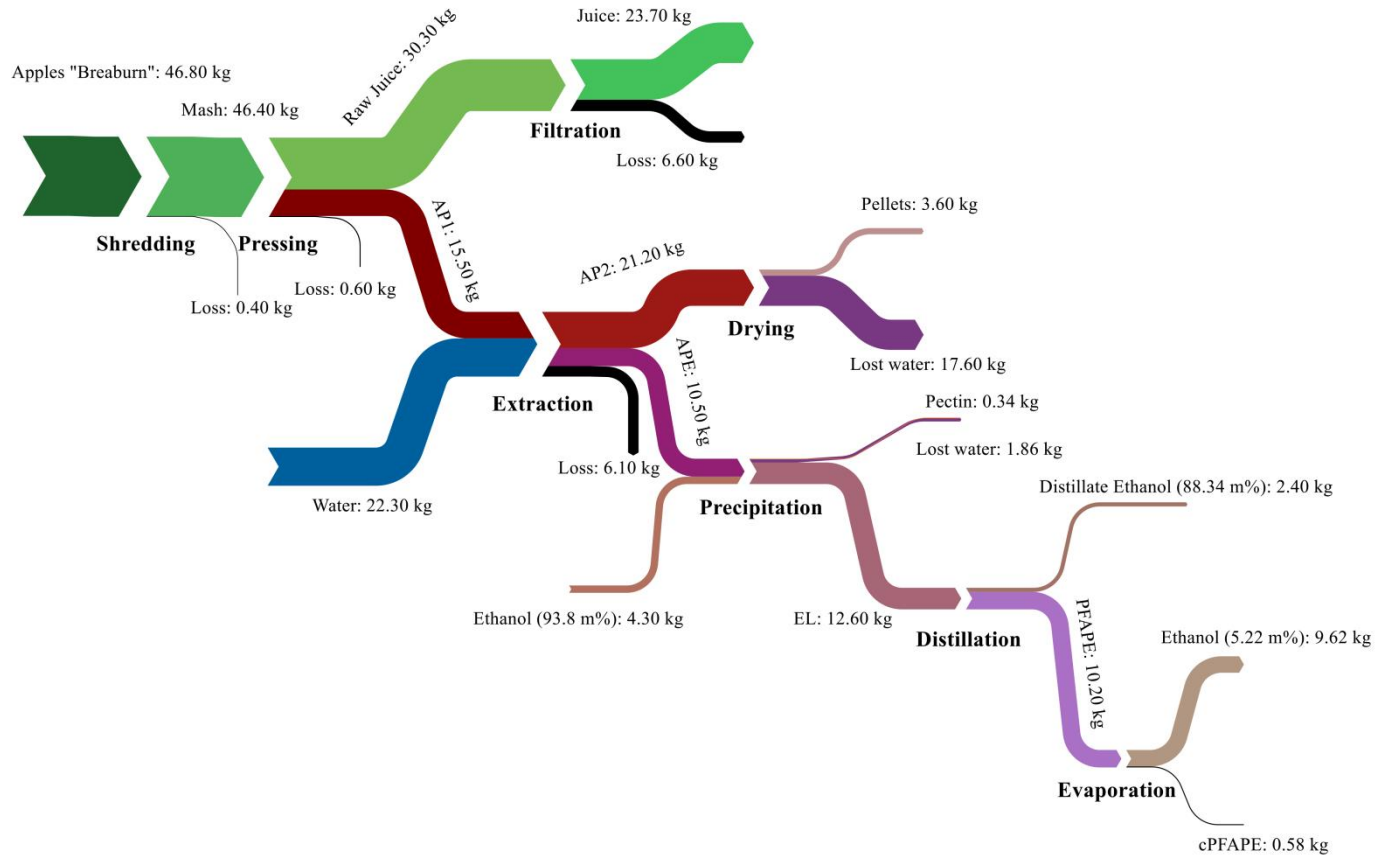 Juice: 23.70 kg
Raw Juice: 30.30 kg
Apples "Breaburn": 46.80 kg
Mash: 46.40 kg
Filtration
Loss: 6.60 kg
Shredding
Pressing
Loss: 0.40 kg
Loss: 0.60 kg
AP1: 15.50 kg
Pellets: 3.60 kg
AP2: 21.20 kg
Drying
Lost water: 17.60 kg
Extraction
APE: 10.50 kg
Pectin: 0.34 kg
Lost water: 1.86 kg
Loss: 6.10 kg
Water: 22.30 kg
Precipitation
Distillate Ethanol (88.34 m%): 2.40 kg
Ethanol (93.8 m%): 4.30 kg
EL: 12.60 kg
Distillation
PFAPE: 10.20 kg
Ethanol (5.22 m%): 9.62 kg
Evaporation
cPFAPE: 0.58 kg